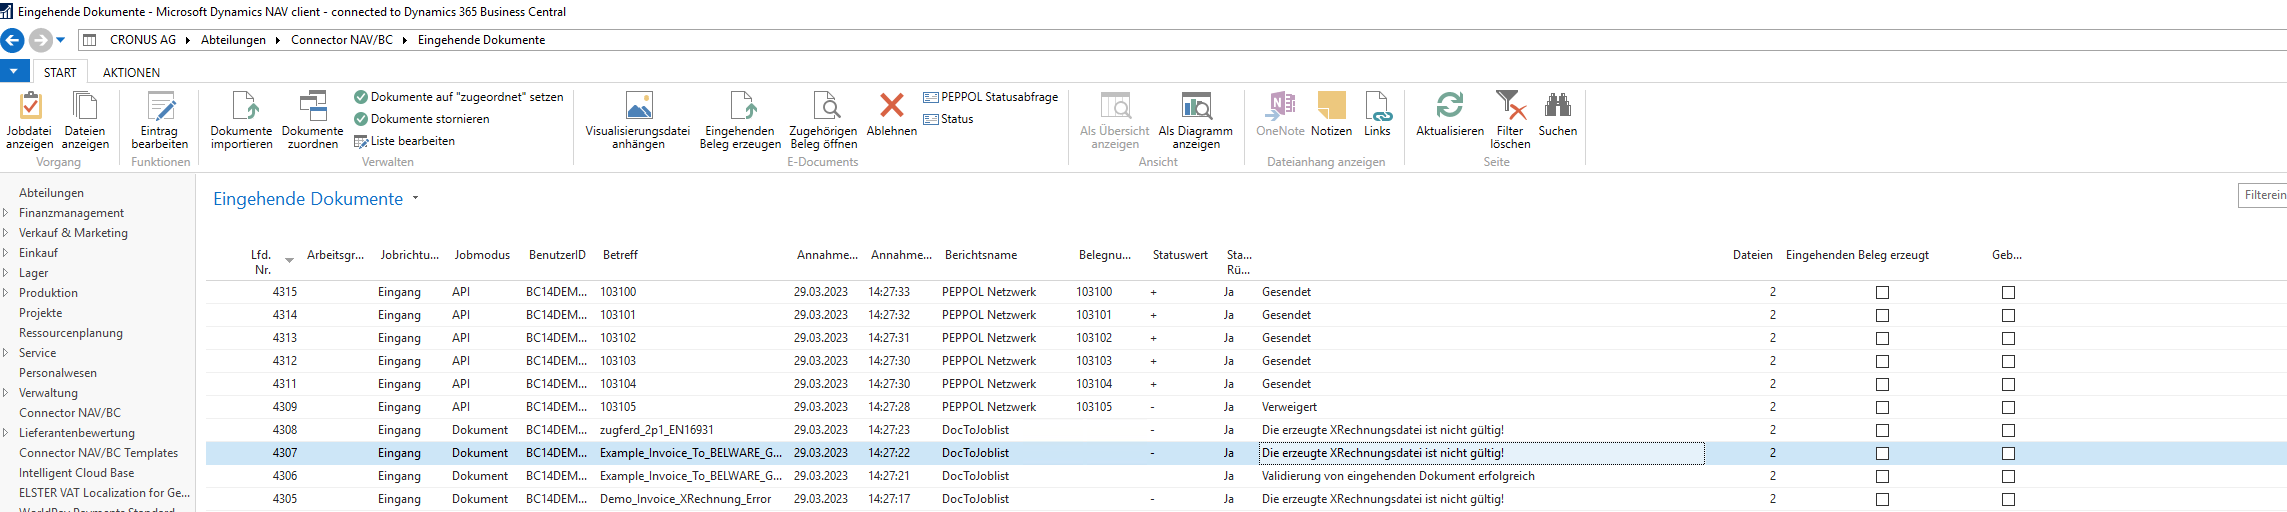 Eingehende Dokumente - Microsoft Dynamics NAV client - connected to Dynamics 365 Business Central
CRONUS AG Abteilungen Connector NAV/BC Eingehende Dokumente
START AKTIONEN
Jobdatei anzeigen
Dateien anzeigen
Vorgang
Eintrag bearbeiten
Funktionen
Dokumente importieren
Dokumente zuordnen
Dokumente auf "zugeordnet" setzen
Dokumente stornieren
Liste bearbeiten
Verwalten
Visualisierungsdatei anhängen
Eingehenden Beleg erzeugen
Zugehörigen Beleg öffnen
Ablehnen
PEPPOL Statusabfrage
Status
E-Documents
Als Übersicht anzeigen
Als Diagramm anzeigen
Ansicht
OneNote
Notizen
Links
Dateianhang anzeigen
Aktualisieren
Filter löschen
Suchen
Seite
Abteilungen
Finanzmanagement
Verkauf & Marketing
Einkauf
Lager
Produktion
Projekte
Ressourcenplanung
Service
Personalwesen
Verwaltung
Connector NAV/BC
Lieferantenbewertung
Connector NAV/BC Templates
Intelligent Cloud Base
ELSTER VAT Localization for Ge...
WorldPay Payments Standard
Eingehende Dokumente
Filterein
Lfd. Nr. Arbeitsgr... Jobrichtu... Jobmodus BenutzerID Betreff Annahme... Annahme... Berichtsname Belegnu... Statuswert Sta... Rü... Dateien Eingehenden Beleg erzeugt Geb...
4315 Eingang API BC14DEM... 103100 29.03.2023 14:27:33 PEPPOL Netzwerk 103100 + Ja Gesendet 2
4314 Eingang API BC14DEM... 103101 29.03.2023 14:27:32 PEPPOL Netzwerk 103101 + Ja Gesendet 2
4313 Eingang API BC14DEM... 103102 29.03.2023 14:27:31 PEPPOL Netzwerk 103102 + Ja Gesendet 2
4312 Eingang API BC14DEM... 103103 29.03.2023 14:27:30 PEPPOL Netzwerk 103103 + Ja Gesendet 2
4311 Eingang API BC14DEM... 103104 29.03.2023 14:27:30 PEPPOL Netzwerk 103104 + Ja Gesendet 2
4309 Eingang API BC14DEM... 103105 29.03.2023 14:27:28 PEPPOL Netzwerk 103105 - Ja Verweigert 2
4308 Eingang Dokument BC14DEM... zugferd_2p1_EN16931 29.03.2023 14:27:23 DocToJoblist - Ja Die erzeugte XRechnungsdatei ist nicht gültig! 2
4307 Eingang Dokument BC14DEM... Example_Invoice_To_BELWARE_G... 29.03.2023 14:27:22 DocToJoblist - Ja Die erzeugte XRechnungsdatei ist nicht gültig! 2
4306 Eingang Dokument BC14DEM... Example_Invoice_To_BELWARE_G... 29.03.2023 14:27:21 DocToJoblist Ja Validierung von eingehenden Dokument erfolgreich 2
4305 Eingang Dokument BC14DEM... Demo_Invoice_XRechnung_Error 29.03.2023 14:27:17 DocToJoblist - Ja Die erzeugte XRechnungsdatei ist nicht gültig! 2